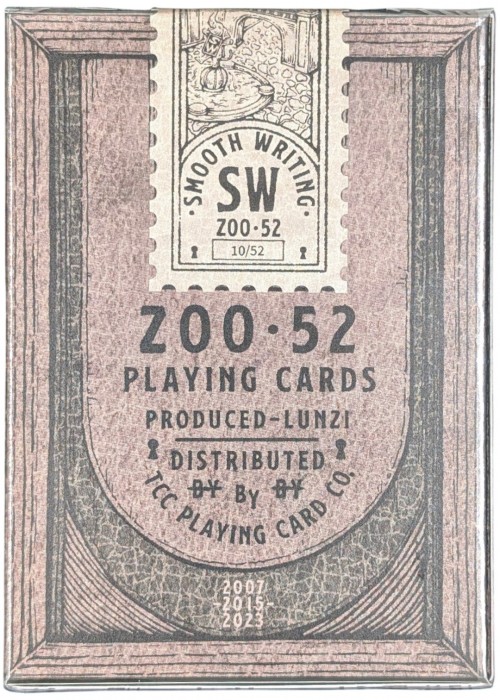 ·SMOOTH WRITING·
SW
ZOO·52
10/52
ZOO·52
PLAYING CARDS
PRODUCED-LUNZI
DISTRIBUTED
BY By BY
TCC PLAYING CARD CO.
2007
-2015-
2023